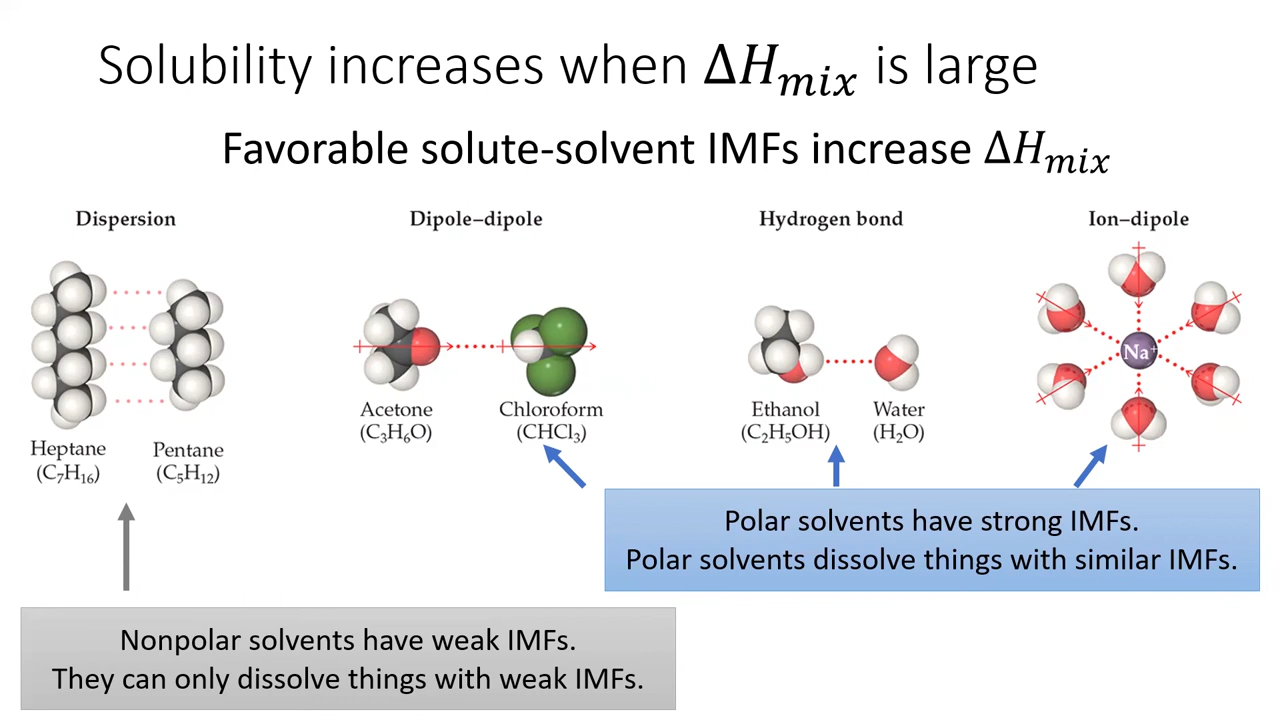 Solubility increases when Δ𝐻ₘᵢₓ is large
Favorable solute-solvent IMFs increase Δ𝐻ₘᵢₓ
Dispersion
Dipole–dipole
Hydrogen bond
Ion–dipole
Na⁺
Heptane
(C₇H₁₆)
Pentane
(C₅H₁₂)
Acetone
(C₃H₆O)
Chloroform
(CHCl₃)
Ethanol
(C₂H₅OH)
Water
(H₂O)
Polar solvents have strong IMFs.
Polar solvents dissolve things with similar IMFs.
Nonpolar solvents have weak IMFs.
They can only dissolve things with weak IMFs.